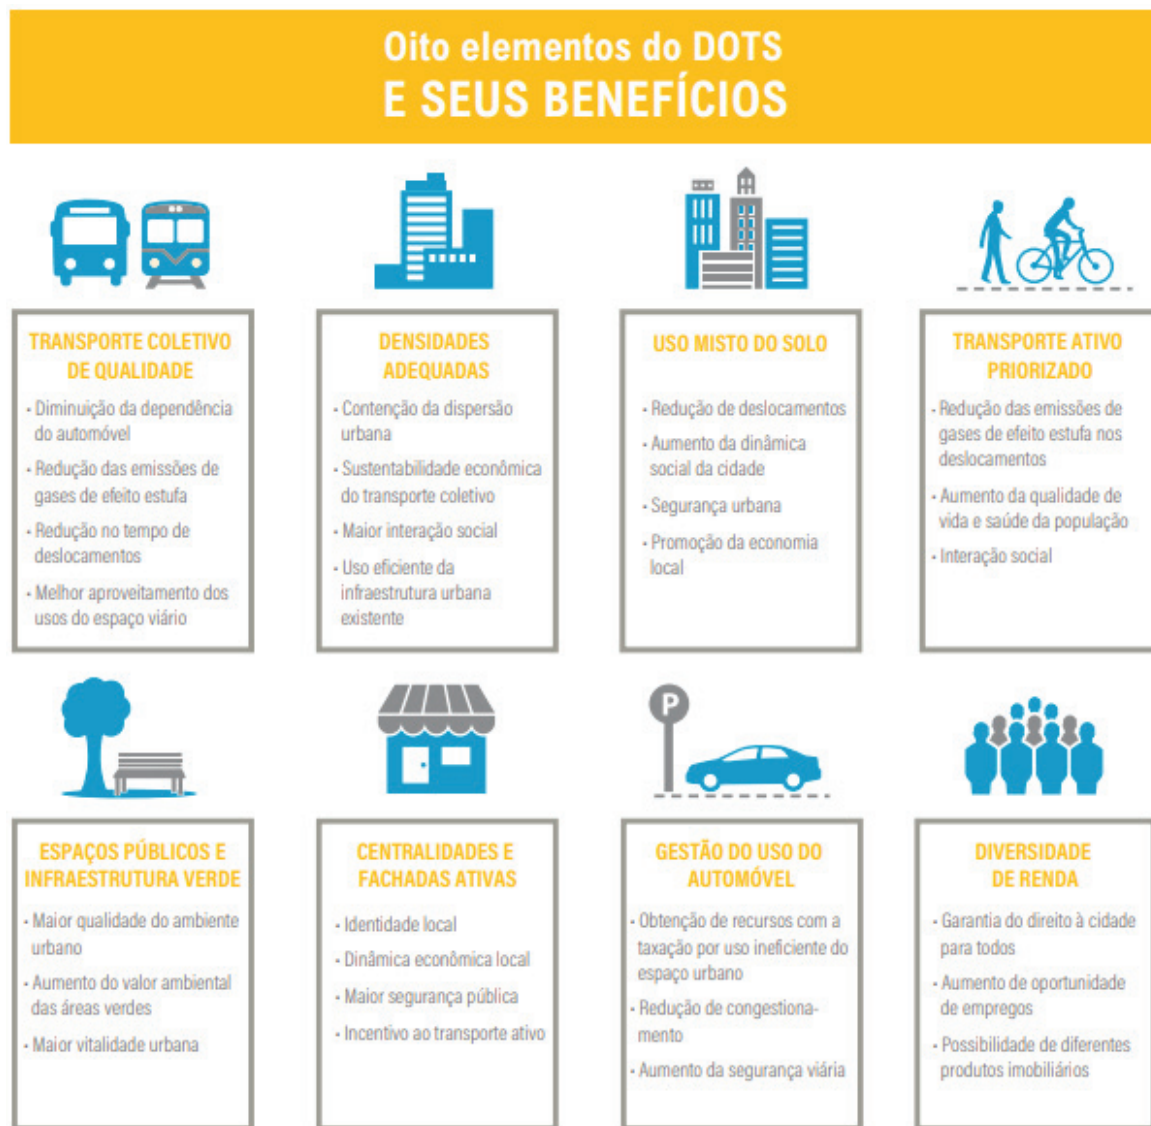 Oito elementos do DOTS
E SEUS BENEFÍCIOS
TRANSPORTE COLETIVO
DE QUALIDADE
- Diminuição da dependência
do automóvel
- Redução das emissões de
gases de efeito estufa
- Redução no tempo de
deslocamentos
- Melhor aproveitamento dos
usos do espaço viário
DENSIDADES
ADEQUADAS
- Contenção da dispersão
urbana
- Sustentabilidade econômica
do transporte coletivo
- Maior interação social
- Uso eficiente da
infraestrutura urbana
existente
USO MISTO DO SOLO
- Redução de deslocamentos
- Aumento da dinâmica
social da cidade
- Segurança urbana
- Promoção da economia
local
TRANSPORTE ATIVO
PRIORIZADO
- Redução das emissões de
gases de efeito estufa nos
deslocamentos
- Aumento da qualidade de
vida e saúde da população
- Interação social
ESPAÇOS PÚBLICOS E
INFRAESTRUTURA VERDE
- Maior qualidade do ambiente
urbano
- Aumento do valor ambiental
das áreas verdes
- Maior vitalidade urbana
CENTRALIDADES E
FACHADAS ATIVAS
- Identidade local
- Dinâmica econômica local
- Maior segurança pública
- Incentivo ao transporte ativo
P
GESTÃO DO USO DO
AUTOMÓVEL
- Obtenção de recursos com a
taxação por uso ineficiente do
espaço urbano
- Redução de congestiona-
mento
- Aumento da segurança viária
DIVERSIDADE
DE RENDA
- Garantia do direito à cidade
para todos
- Aumento de oportunidade
de empregos
- Possibilidade de diferentes
produtos imobiliários